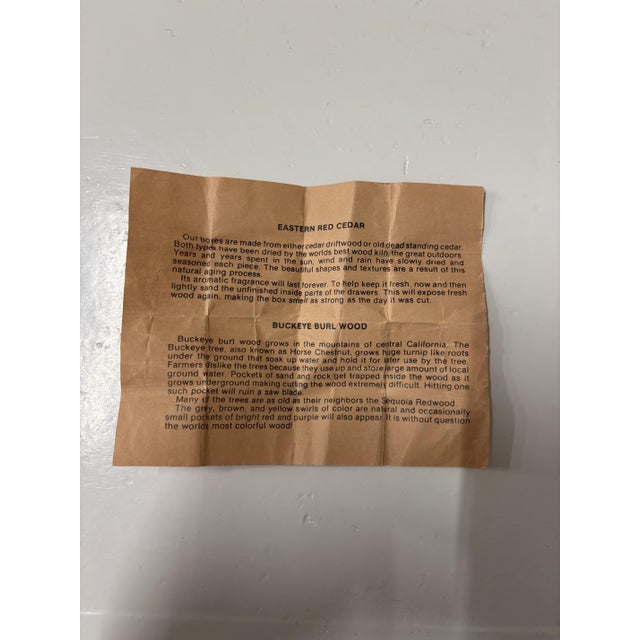 EASTERN RED CEDAR
Our boxes are made from either cedar driftwood or old dead standing cedar.
Both types have been dried by the worlds best wood kiln, the great outdoors.
Years and years spent in the sun, wind and rain have slowly dried and
seasoned each piece. The beautiful shapes and textures are a result of this
natural aging process.
Its aromatic fragrance will last forever. To help keep it fresh, now and then
lightly sand the unfinished inside parts of the drawers. This will expose fresh
wood again, making the box smell as strong as the day it was cut.
BUCKEYE BURL WOOD
Buckeye burl wood grows in the mountains of central California. The
Buckeye tree, also known as Horse Chestnut, grows huge turnip like roots
under the ground that soak up water and hold it for later use by the tree.
Farmers dislike the trees because they use up and store large amount of local
ground water. Pockets of sand and rock get trapped inside the wood as it
grows underground making cutting the wood extremely difficult. Hitting one
such pocket will ruin a saw blade.
Many of the trees are as old as their neighbors the Sequoia Redwood.
The grey, brown, and yellow swirls of color are natural and occasionally
small pockets of bright red and purple will also appear. It is without question
the worlds most colorful wood!